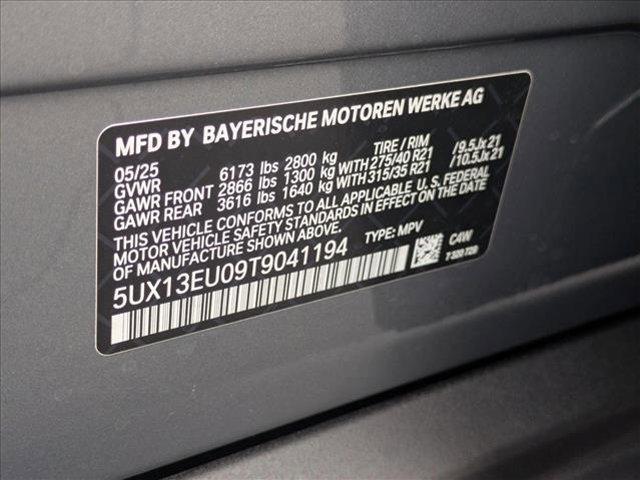 MFD BY BAYERISCHE MOTOREN WERKE AG
05/25 TIRE / RIM
GVWR 6173 lbs 2800 kg
GAWR FRONT 2866 lbs 1300 kg WITH 275/40 R21 /9.5Jx21
GAWR REAR 3616 lbs 1640 kg WITH 315/35 R21 /10.5Jx21
THIS VEHICLE CONFORMS TO ALL APPLICABLE U.S. FEDERAL
MOTOR VEHICLE SAFETY STANDARDS IN EFFECT ON THE DATE
OF MANUFACTURE SHOWN ABOVE.
5UX13EU09T9041194 TYPE: MPV
C4W
T 320 729